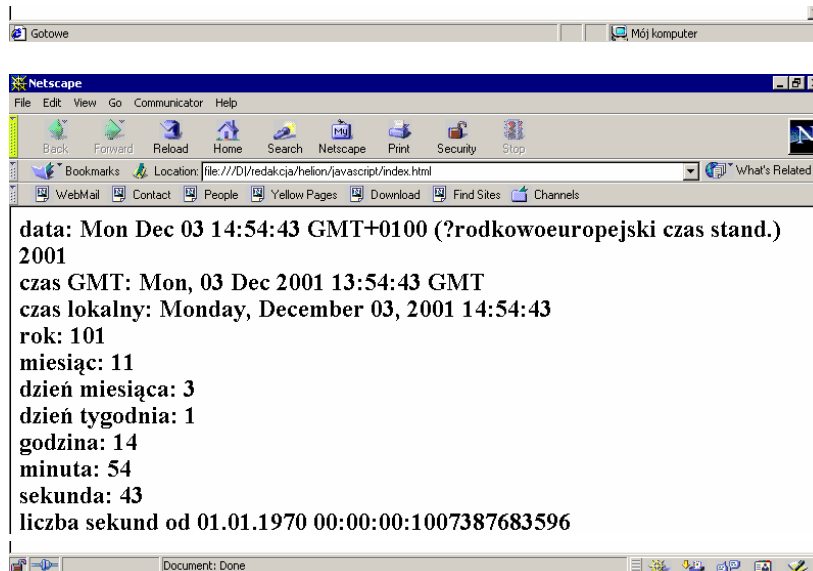 Gotowe Mój komputer
Netscape
File Edit View Go Communicator Help
My
Back Forward Reload Home Search Netscape Print Security Stop
N
Bookmarks Location: file:///D|/redakcja/helion/javascript/index.html What's Related
WebMail Contact People Yellow Pages Download Find Sites Channels
data: Mon Dec 03 14:54:43 GMT+0100 (?rodkowoeuropejski czas stand.)
2001
czas GMT: Mon, 03 Dec 2001 13:54:43 GMT
czas lokalny: Monday, December 03, 2001 14:54:43
rok: 101
miesiąc: 11
dzień miesiąca: 3
dzień tygodnia: 1
godzina: 14
minuta: 54
sekunda: 43
liczba sekund od 01.01.1970 00:00:00:1007387683596
Document: Done